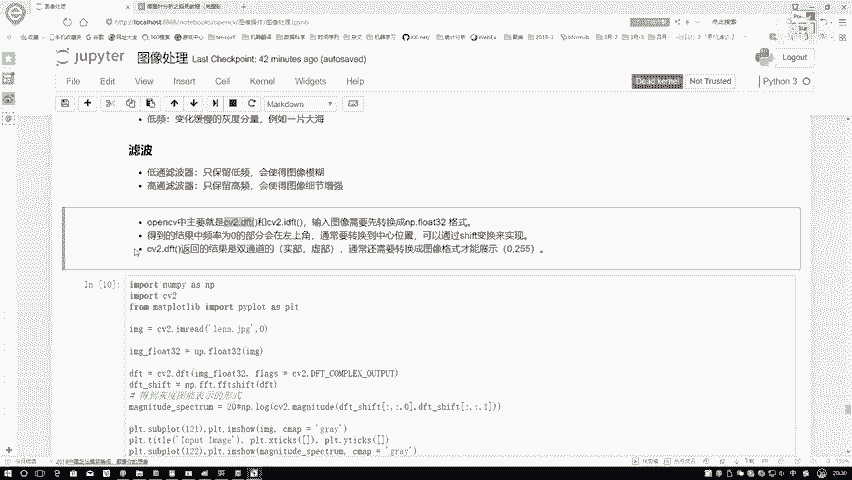 图像处理
http://localhost:8888/notebooks/opencv/图像操作/图像处理.ipynb
jupyter 图像处理 Last Checkpoint: 42 minutes ago (autosaved)
Logout
File Edit View Insert Cell Kernel Widgets Help
Dead kernel Not Trusted Python 3
Markdown
低频：变化缓慢的灰度分量，例如一片大海
滤波
低通滤波器：只保留低频，会使得图像模糊
高通滤波器：只保留高频，会使得图像细节增强
opencv中主要就是cv2.dft()和cv2.idft()，输入图像需要先转换成np.float32 格式。
得到的结果中频率为0的部分会在左上角，通常要转换到中心位置，可以通过shift变换来实现。
cv2.dft()返回的结果是双通道的（实部，虚部），通常还需要转换成图像格式才能展示（0,255）。
In [10]:
import numpy as np
import cv2
from matplotlib import pyplot as plt
img = cv2.imread('lena.jpg',0)
img_float32 = np.float32(img)
dft = cv2.dft(img_float32, flags = cv2.DFT_COMPLEX_OUTPUT)
dft_shift = np.fft.fftshift(dft)
# 得到灰度图能表示的形式
magnitude_spectrum = 20*np.log(cv2.magnitude(dft_shift[:,:,0],dft_shift[:,:,1]))
plt.subplot(121),plt.imshow(img, cmap = 'gray')
plt.title('Input Image'), plt.xticks([]), plt.yticks([])
plt.subplot(122),plt.imshow(magnitude_spectrum, cmap = 'gray')
20:30